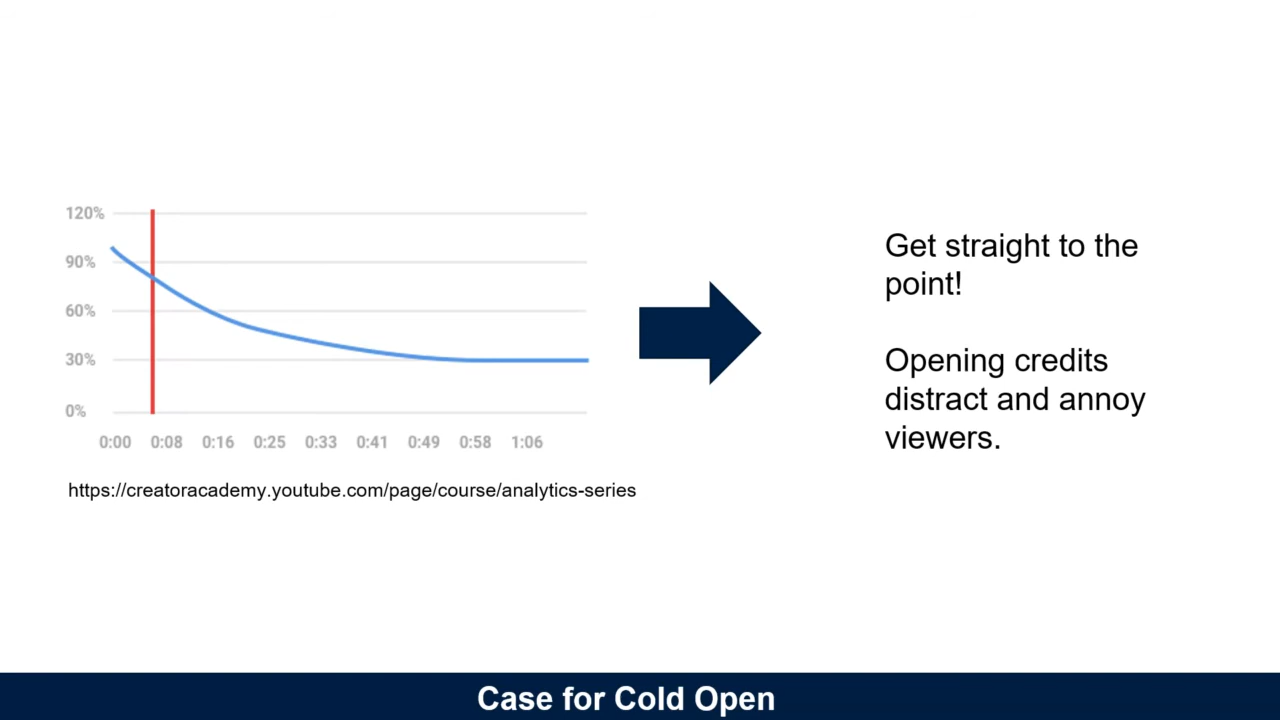 120%
90%
60%
30%
0%
0:00 0:08 0:16 0:25 0:33 0:41 0:49 0:58 1:06
https://creatoracademy.youtube.com/page/course/analytics-series
Get straight to the
point!
Opening credits
distract and annoy
viewers.
Case for Cold Open